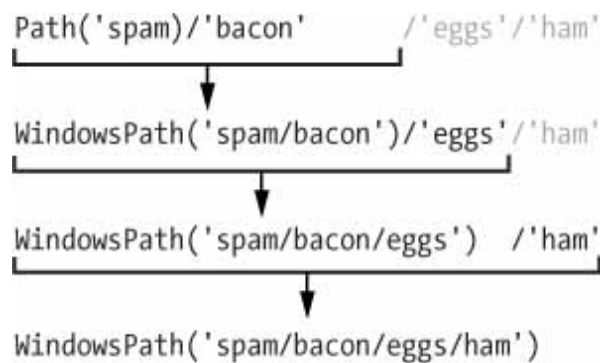 Path('spam)/'bacon' /'eggs'/'ham'
WindowsPath('spam/bacon')/'eggs'/'ham'
WindowsPath('spam/bacon/eggs') /'ham'
WindowsPath('spam/bacon/eggs/ham')